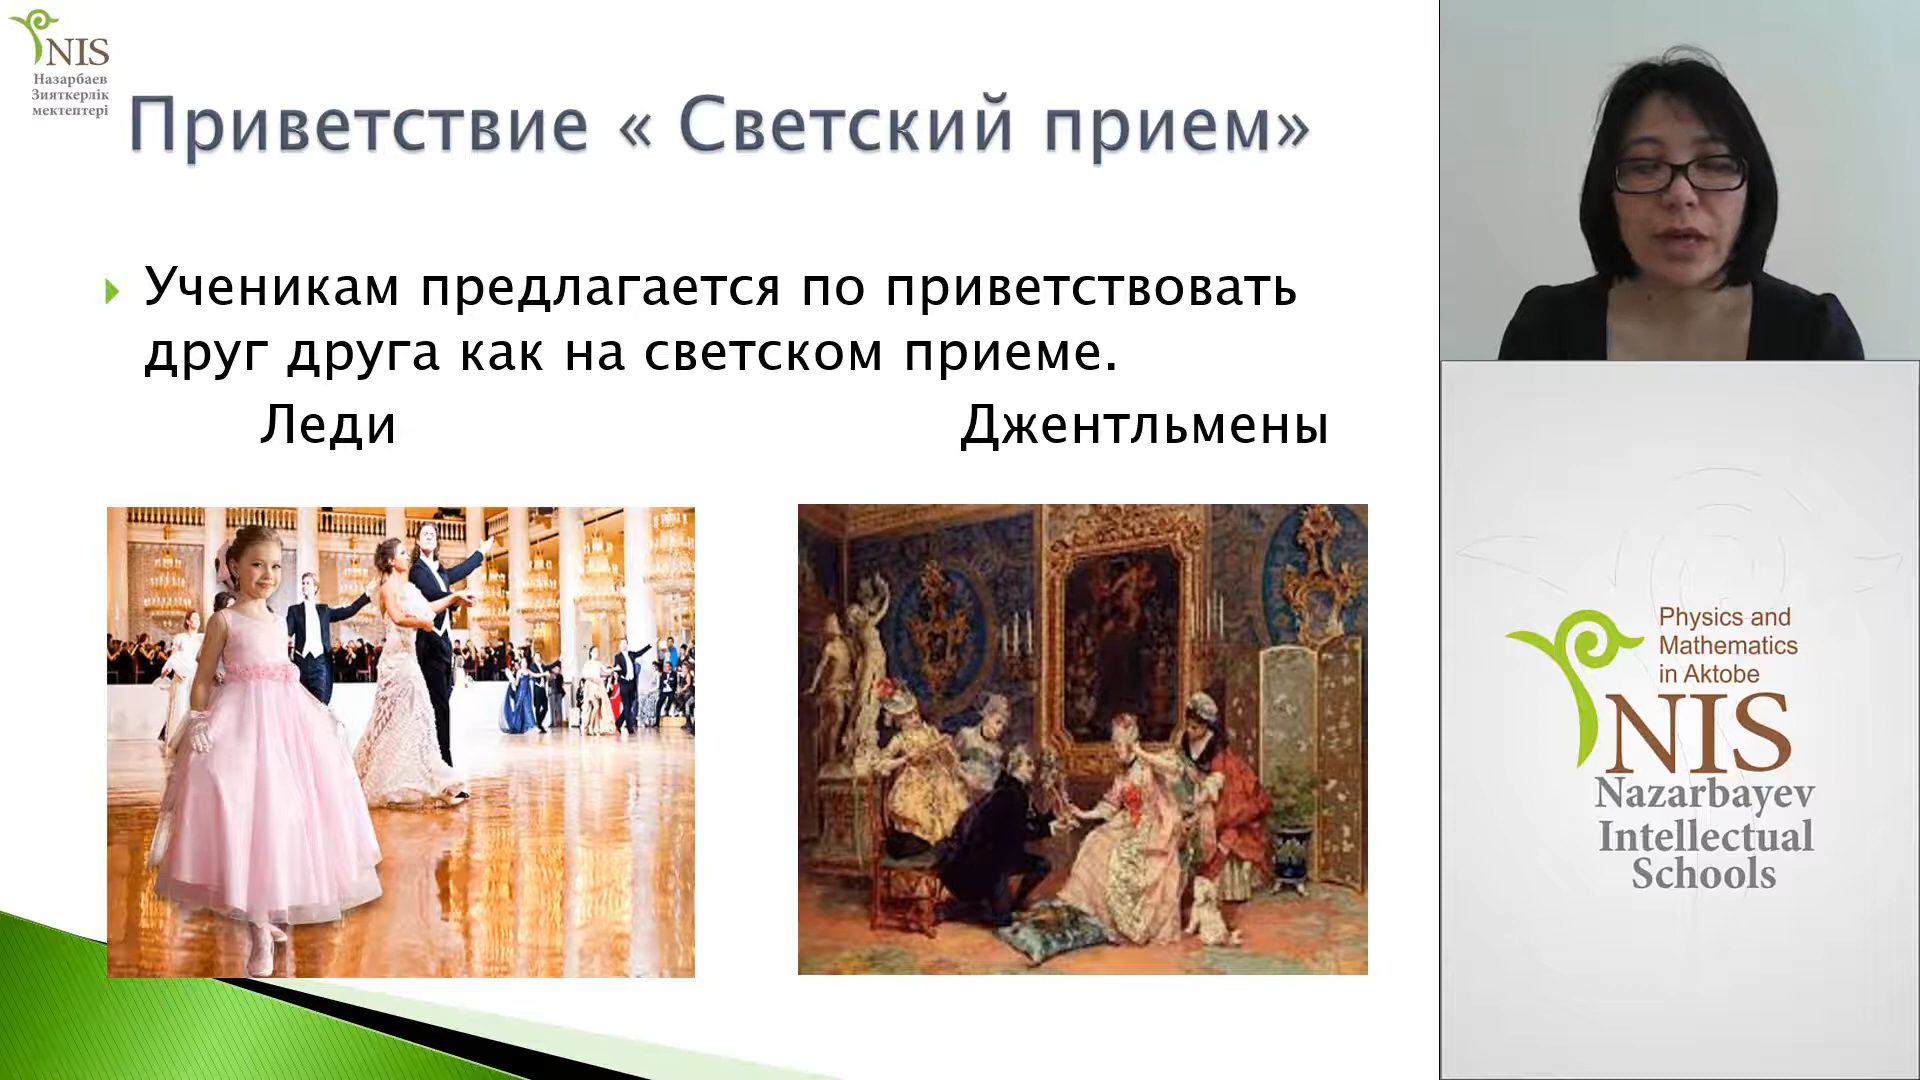 NIS
Назарбаев
Зияткерлік
мектептері
Приветствие « Светский прием»
Ученикам предлагается по приветствовать
друг друга как на светском приеме.
Леди Джентльмены
Physics and
Mathematics
in Aktobe
NIS
Nazarbayev
Intellectual
Schools